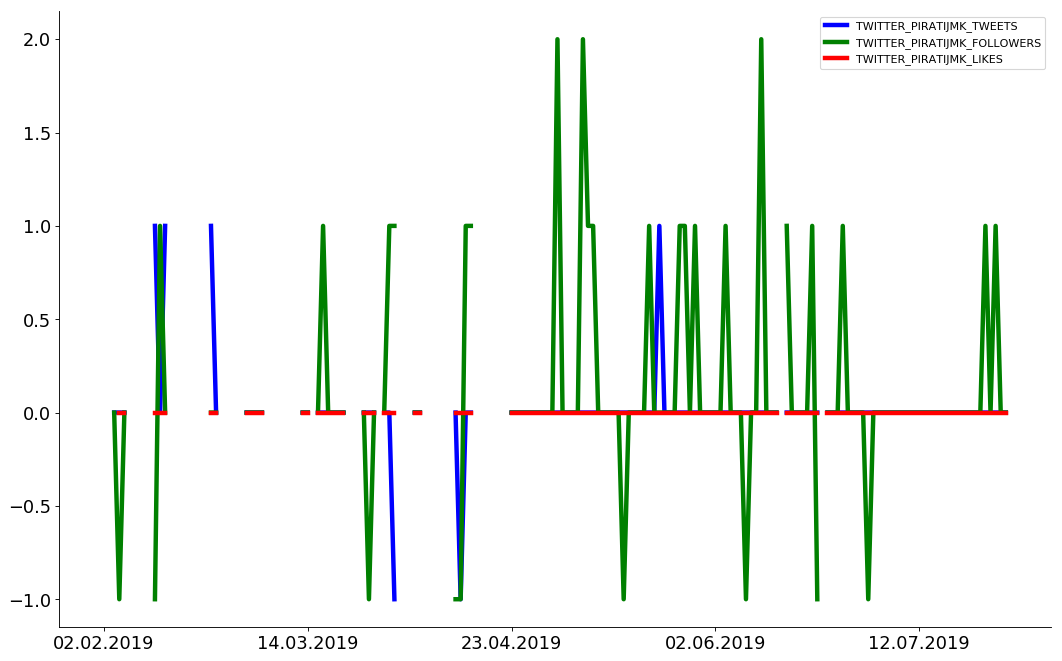 TWITTER_PIRATIJMK_TWEETS
TWITTER_PIRATIJMK_FOLLOWERS
TWITTER_PIRATIJMK_LIKES
2.0
1.5
1.0
0.5
0.0
−0.5
−1.0
02.02.2019 14.03.2019 23.04.2019 02.06.2019 12.07.2019